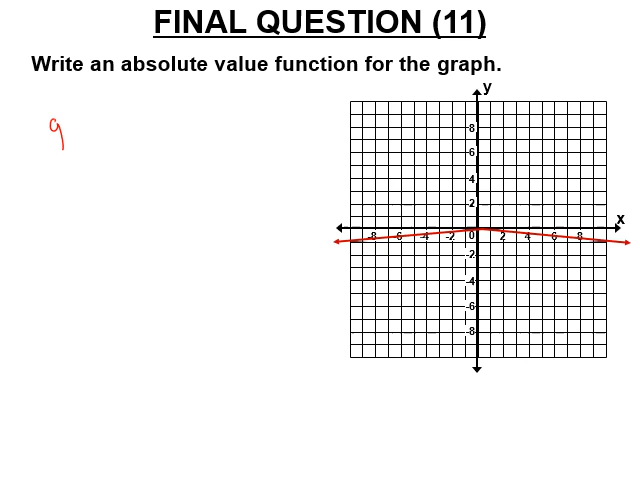 FINAL QUESTION (11)
Write an absolute value function for the graph.
g
y
8
6
4
2
x
-8 -6 -4 -2 0 2 4 6 8
-2
-4
-6
-8